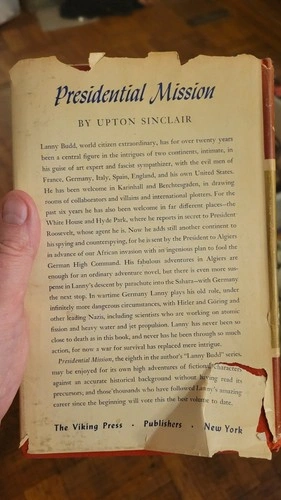 Presidential Mission
BY UPTON SINCLAIR
Lanny Budd, world citizen extraordinary, has for over twenty years
been a central figure in the intrigues of two continents, intimate, in
his guise of art expert and fascist sympathizer, with the evil men of
France, Germany, Italy, Spain, England, and his own United States.
He has been welcome in Karinhall and Berchtesgaden, in drawing
rooms of collaborators and villains and international plotters. For the
past six years he has also been welcome in far different places—the
White House and Hyde Park, where he reports in secret to President
Roosevelt, whose agent he is. Now he adds still another continent to
his spying and counterspying, for he is sent by the President to Algiers
in advance of our African invasion with an ingenious plan to fool the
German High Command. His fabulous adventures in Algiers are
enough for an ordinary adventure novel, but there is even more sus-
pense in Lanny's descent by parachute into the Sahara—with Germany
the next stop. In wartime Germany Lanny plays his old role, under
infinitely more dangerous circumstances, with Hitler and Göring and
other leading Nazis, including scientists who are working on atomic
fission and heavy water and jet propulsion. Lanny has never been so
close to death as in this book, and never has he been through so much
action, for now a war for survival has replaced mere intrigue.
Presidential Mission, the eighth in the author's "Lanny Budd" series,
may be enjoyed for its own high adventures of fictional characters
against an accurate historical background without having read its
precursors, and those thousands who have followed Lanny's amazing
career since the beginning will vote this the best volume to date.
The Viking Press • Publishers • New York